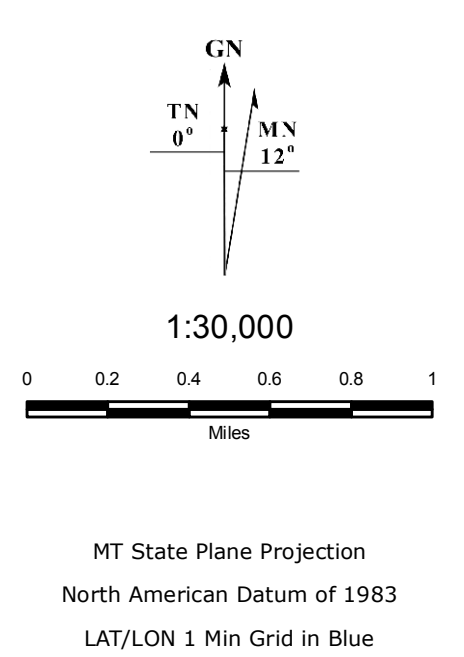 GN
TN
0°
MN
12°
1:30,000
0 0.2 0.4 0.6 0.8 1
Miles
MT State Plane Projection
North American Datum of 1983
LAT/LON 1 Min Grid in Blue